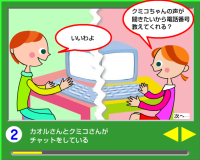 クミコちゃんの声が
聞きたいから電話番号
教えてくれる?
いいわよ
次へ
2 カオルさんとクミコさんが
チャットをしている